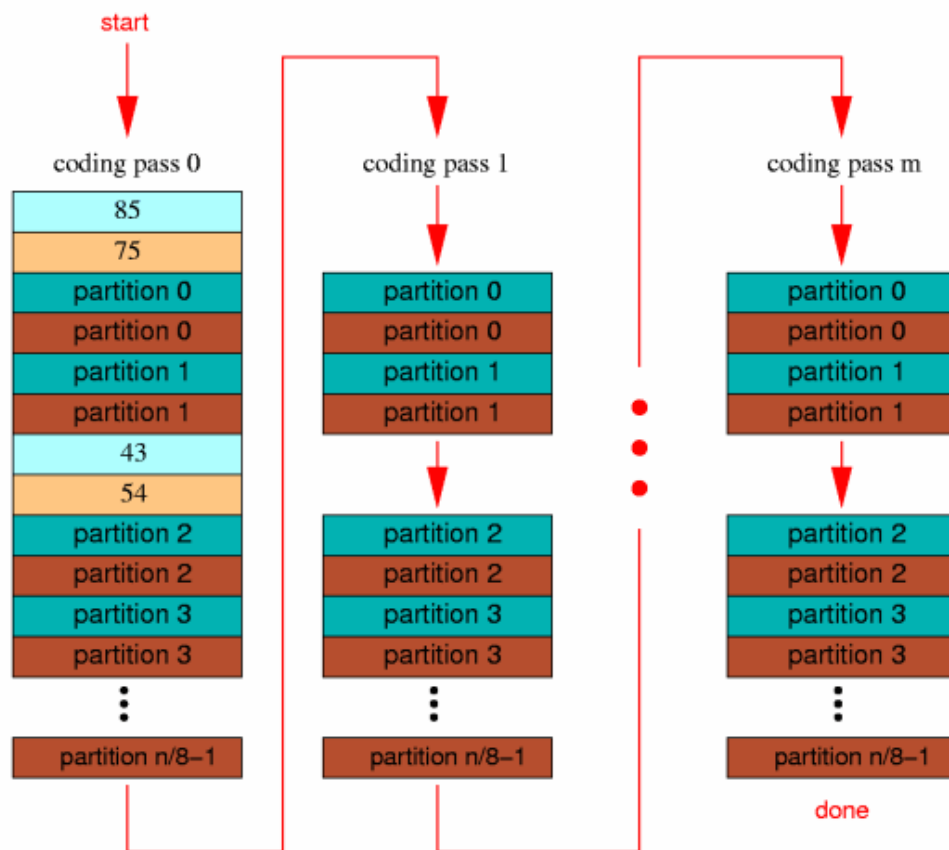 start
coding pass 0
85
75
partition 0
partition 0
partition 1
partition 1
43
54
partition 2
partition 2
partition 3
partition 3
partition n/8−1
coding pass 1
partition 0
partition 0
partition 1
partition 1
partition 2
partition 2
partition 3
partition 3
partition n/8−1
coding pass m
partition 0
partition 0
partition 1
partition 1
partition 2
partition 2
partition 3
partition 3
partition n/8−1
done